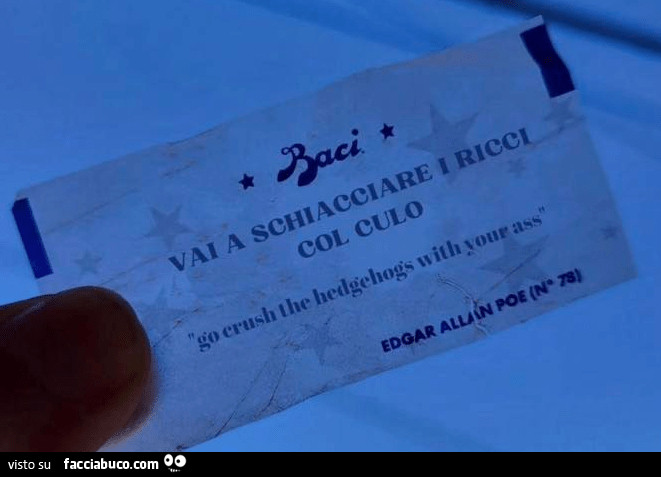 Baci
VAI A SCHIACCIARE I RICCI
COL CULO
"go crush the hedgehogs with your ass"
EDGAR ALLAN POE (N° 78)
visto su facciabuco.com